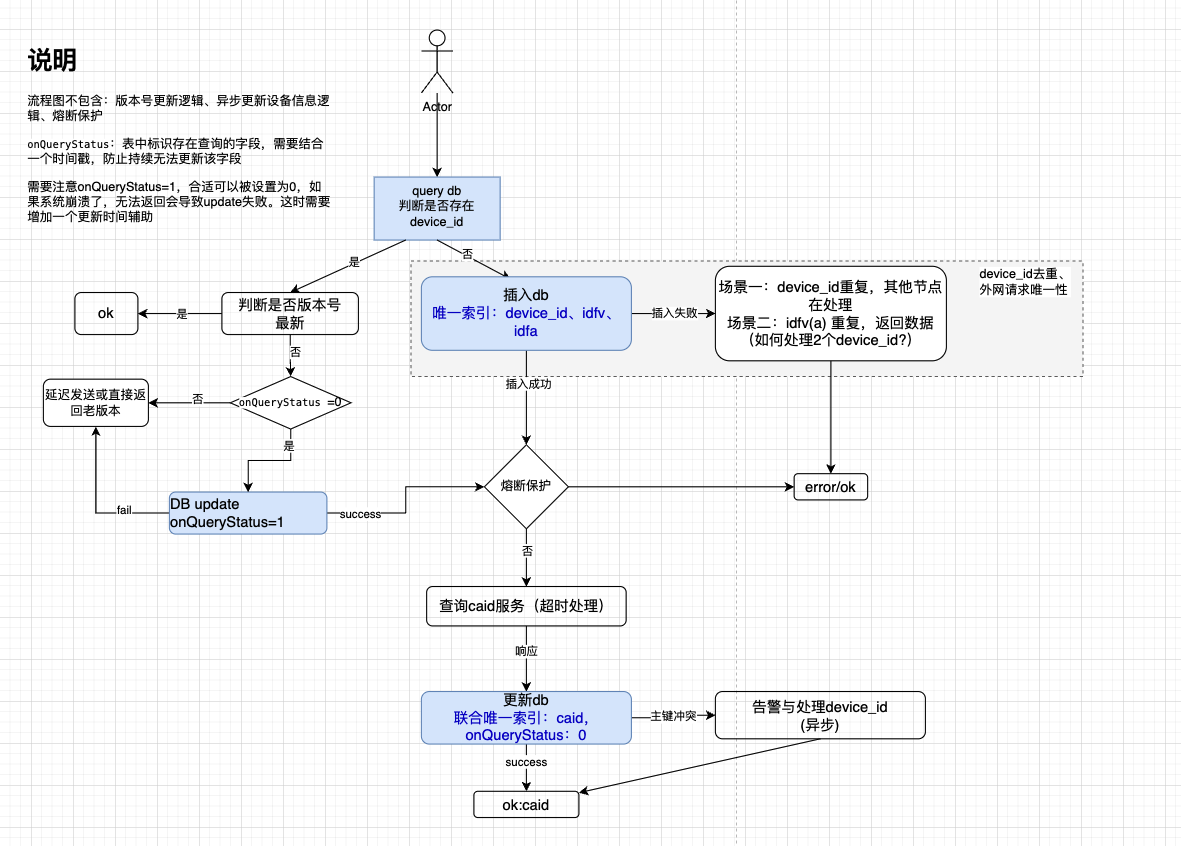 说明
流程图不包含：版本号更新逻辑、异步更新设备信息逻
辑、熔断保护
onQueryStatus：表中标识存在查询的字段，需要结合
一个时间戳，防止持续无法更新该字段
需要注意onQueryStatus=1，合适可以被设置为0，如
果系统崩溃了，无法返回会导致update失败。这时需要
增加一个更新时间辅助
Actor
query db
判断是否存在
device_id
是
否
device_id去重、
外网请求唯一性
ok
是
判断是否版本号
最新
插入db
唯一索引：device_id、idfv、
idfa
插入失败
场景一：device_id重复，其他节点
在处理
场景二：idfv(a) 重复，返回数据
（如何处理2个device_id?）
否
插入成功
延迟发送或直接返
回老版本
否
onQueryStatus =0
是
熔断保护
error/ok
DB update
onQueryStatus=1
fail
success
否
查询caid服务（超时处理）
响应
更新db
联合唯一索引：caid，
onQueryStatus：0
主键冲突
告警与处理device_id
(异步)
success
ok:caid